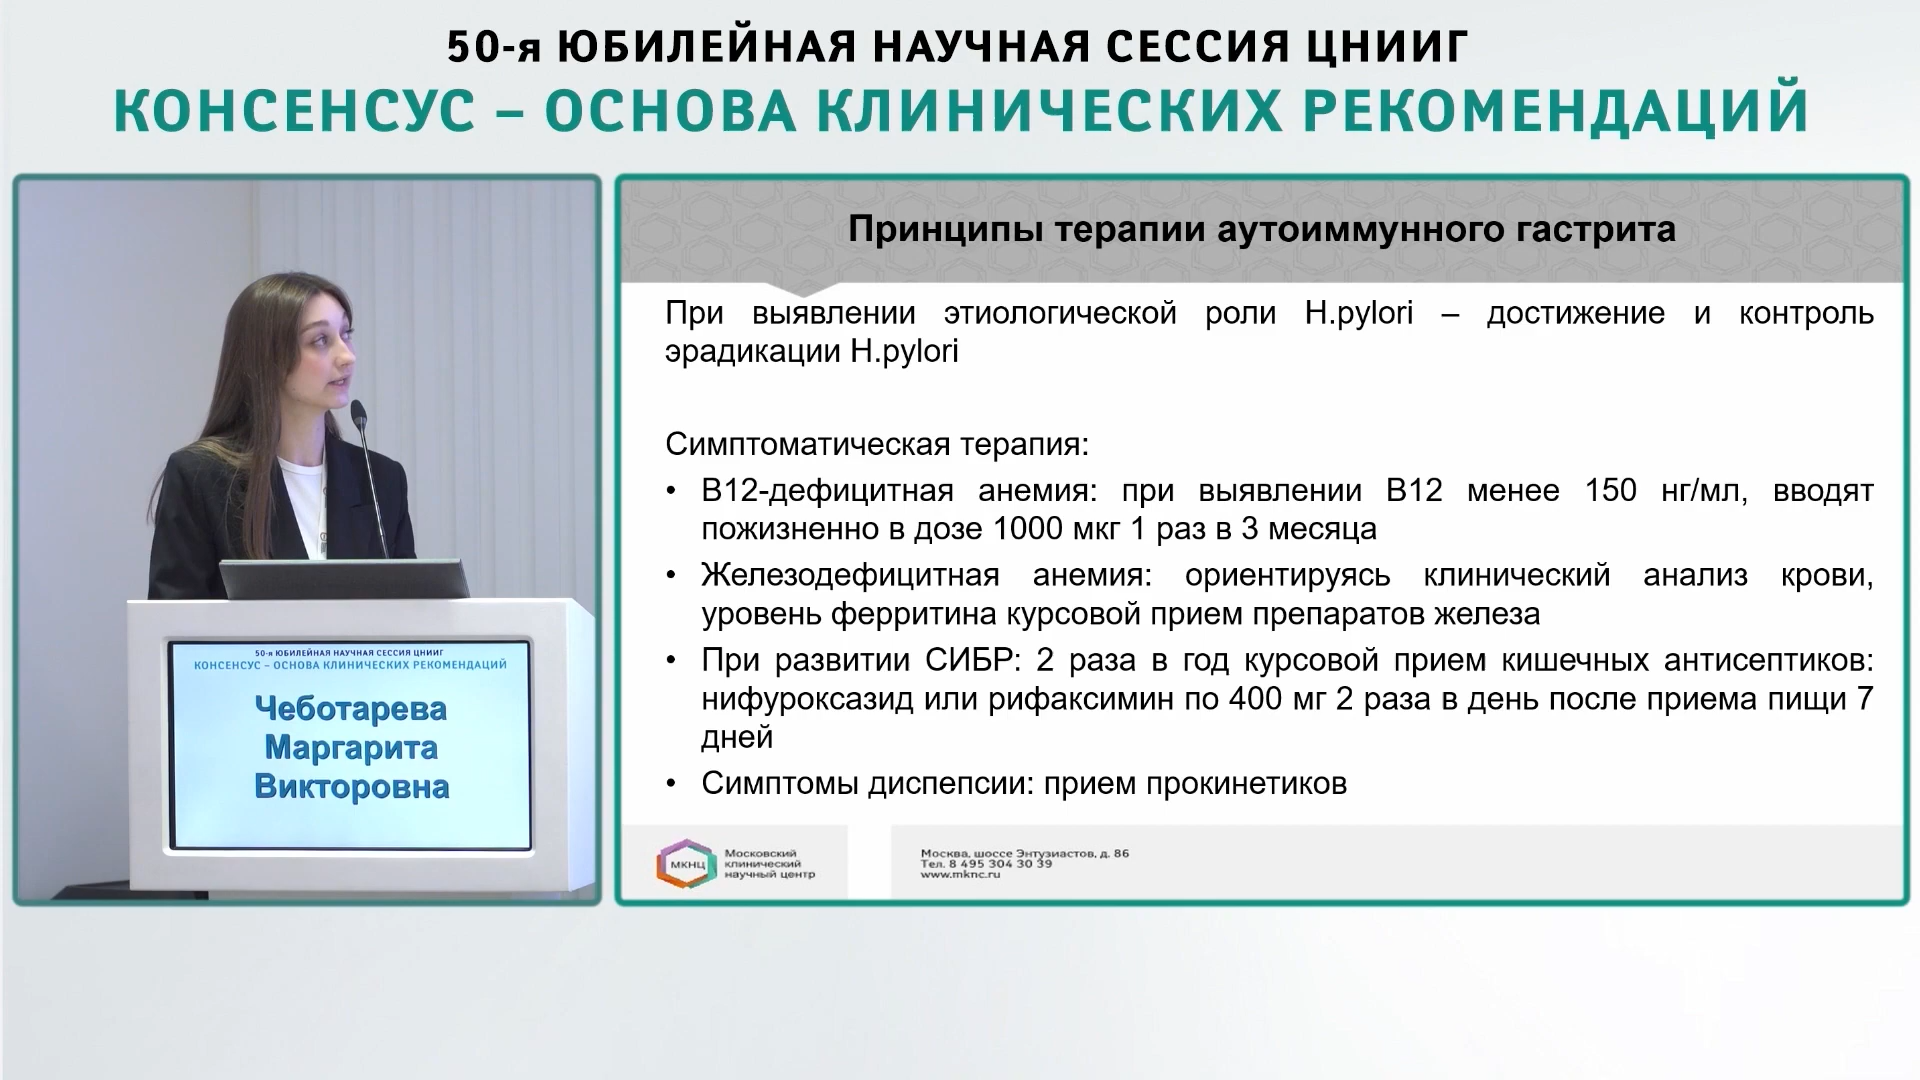 50-я ЮБИЛЕЙНАЯ НАУЧНАЯ СЕССИЯ ЦНИИГ
КОНСЕНСУС – ОСНОВА КЛИНИЧЕСКИХ РЕКОМЕНДАЦИЙ
50-я ЮБИЛЕЙНАЯ НАУЧНАЯ СЕССИЯ ЦНИИГ
КОНСЕНСУС – ОСНОВА КЛИНИЧЕСКИХ РЕКОМЕНДАЦИЙ
Чеботарева
Маргарита
Викторовна
Принципы терапии аутоиммунного гастрита
При выявлении этиологической роли H.pylori – достижение и контроль
эрадикации H.pylori
Симптоматическая терапия:
• В12-дефицитная анемия: при выявлении В12 менее 150 нг/мл, вводят
пожизненно в дозе 1000 мкг 1 раз в 3 месяца
• Железодефицитная анемия: ориентируясь клинический анализ крови,
уровень ферритина курсовой прием препаратов железа
• При развитии СИБР: 2 раза в год курсовой прием кишечных антисептиков:
нифуроксазид или рифаксимин по 400 мг 2 раза в день после приема пищи 7
дней
• Симптомы диспепсии: прием прокинетиков
МКНЦ
Московский
клинический
научный центр
Москва, шоссе Энтузиастов, д. 86
Тел. 8 495 304 30 39
www.mknc.ru